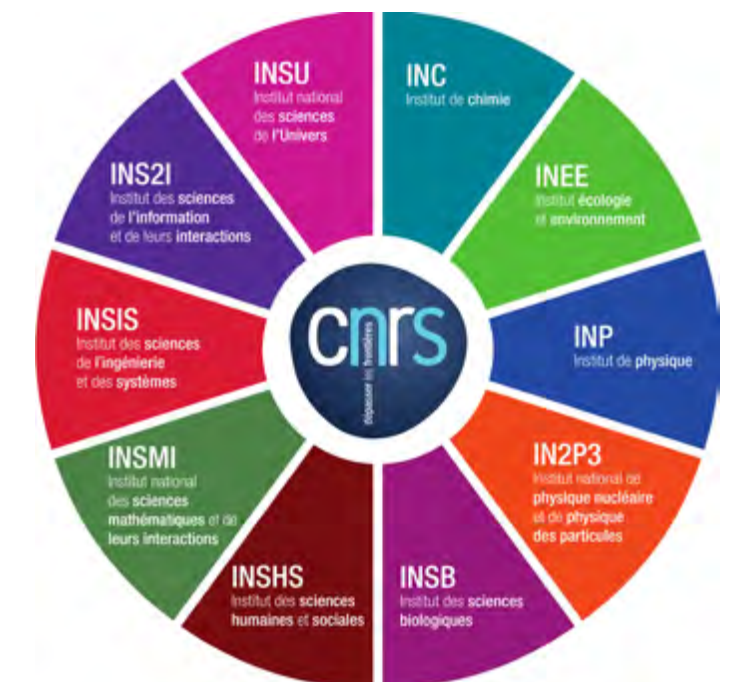 INSU
Institut national
des sciences
de l'Univers
INC
Institut de chimie
INEE
Institut écologie
et environnement
INP
Institut de physique
IN2P3
Institut national de
physique nucléaire
et de physique
des particules
INSB
Institut des sciences
biologiques
INSHS
Institut des sciences
humaines et sociales
INSMI
Institut national
des sciences
mathématiques et de
leurs interactions
INSIS
Institut des sciences
de l'ingénierie
et des systèmes
INS2I
Institut des sciences
de l'information
et de leurs interactions
cnrs
dépasser les frontières